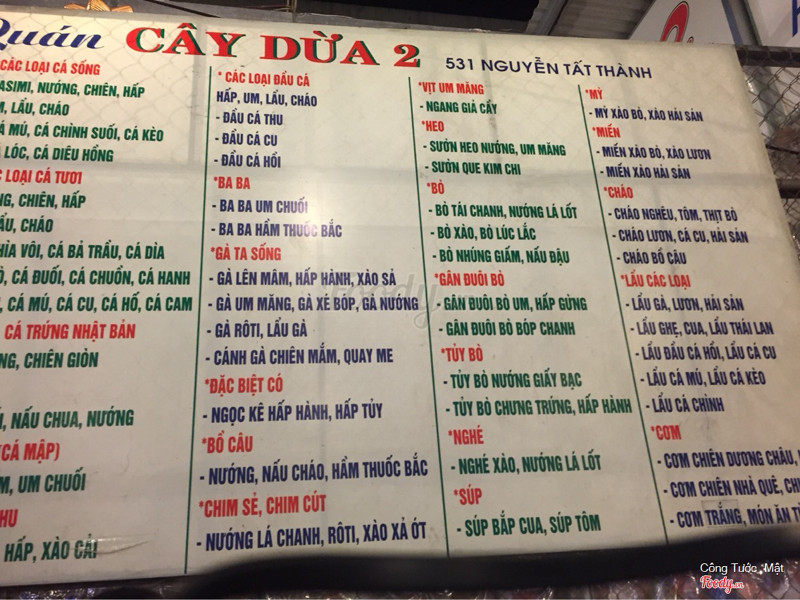 Quán CÂY DỪA 2 531 NGUYỄN TẤT THÀNH
CÁC LOẠI CÁ SỐNG
NƯỚNG, CHIÊN, HẤP
LẨU, CHÁO
MÚ, CÁ CHÌNH SUỐI, CÁ KÈO
LÓC, CÁ DIÊU HỒNG
LOẠI CÁ TƯƠI
CHIÊN, HẤP
CHÁO
VÔI, CÁ BẢ TRẦU, CÁ DÌA
CÁ ĐUỐI, CÁ CHUỒN, CÁ HANH
CÁ MÚ, CÁ CU, CÁ HỐ, CÁ CAM
CÁ TRỨNG NHẬT BẢN
CHIÊN GIÒN
NẤU CHUA, NƯỚNG
(CÁ MẬP)
UM CHUỐI
HẤP, XÀO CẢI
* CÁC LOẠI ĐẦU CÁ
HẤP, UM, LẨU, CHÁO
- ĐẦU CÁ THU
- ĐẦU CÁ CU
- ĐẦU CÁ HỒI
*BA BA
- BA BA UM CHUỐI
- BA BA HẦM THUỐC BẮC
*GÀ TA SỐNG
- GÀ LÊN MÂM, HẤP HÀNH, XÀO SẢ
- GÀ UM MĂNG, GÀ XÉ BÓP, GÀ NƯỚNG
- GÀ RÔTI, LẨU GÀ
- CÁNH GÀ CHIÊN MẮM, QUAY ME
*ĐẶC BIỆT CÓ
- NGỌC KÊ HẤP HÀNH, HẤP TỦY
*BỒ CÂU
- NƯỚNG, NẤU CHÁO, HẦM THUỐC BẮC
*CHIM SẺ, CHIM CÚT
- NƯỚNG LÁ CHANH, RÔTI, XÀO XẢ ỚT
*VỊT UM MĂNG
- NGANG GIẢ CẦY
*HEO
- SƯỜN HEO NƯỚNG, UM MĂNG
- SƯỜN QUE KIM CHI
*BÒ
- BÒ TÁI CHANH, NƯỚNG LÁ LỐT
- BÒ XÀO, BÒ LÚC LẮC
- BÒ NHÚNG GIẤM, NẤU ĐẬU
*GÂN ĐUÔI BÒ
- GÂN ĐUÔI BÒ UM, HẤP GỪNG
- GÂN ĐUÔI BÒ BÓP CHANH
*TỦY BÒ
- TỦY BÒ NƯỚNG GIẤY BẠC
- TỦY BÒ CHƯNG TRỨNG, HẤP HÀNH
*NGHÉ
- NGHÉ XÀO, NƯỚNG LÁ LỐT
*SÚP
- SÚP BẮP CUA, SÚP TÔM
*MỲ
- MỲ XÀO BÒ, XÀO HẢI SẢN
*MIẾN
- MIẾN XÀO BÒ, XÀO LƯƠN
- MIẾN XÀO HẢI SẢN
*CHÁO
- CHÁO NGHÊU, TÔM, THỊT BÒ
- CHÁO LƯƠN, CÁ CU, HẢI SẢN
- CHÁO BỒ CÂU
*LẨU CÁC LOẠI
- LẨU GÀ, LƯƠN, HẢI SẢN
- LẨU GHẸ, CUA, LẨU THÁI LAN
- LẨU ĐẦU CÁ HỒI, LẨU CÁ CU
- LẨU CÁ MÚ, LẨU CÁ KÈO
- LẨU CÁ CHÌNH
*CƠM
- CƠM CHIÊN DƯƠNG CHÂU,
- CƠM CHIÊN NHÀ QUÊ,
- CƠM TRẮNG, MÓN ĂN
Công Tước Mật
Foody.vn